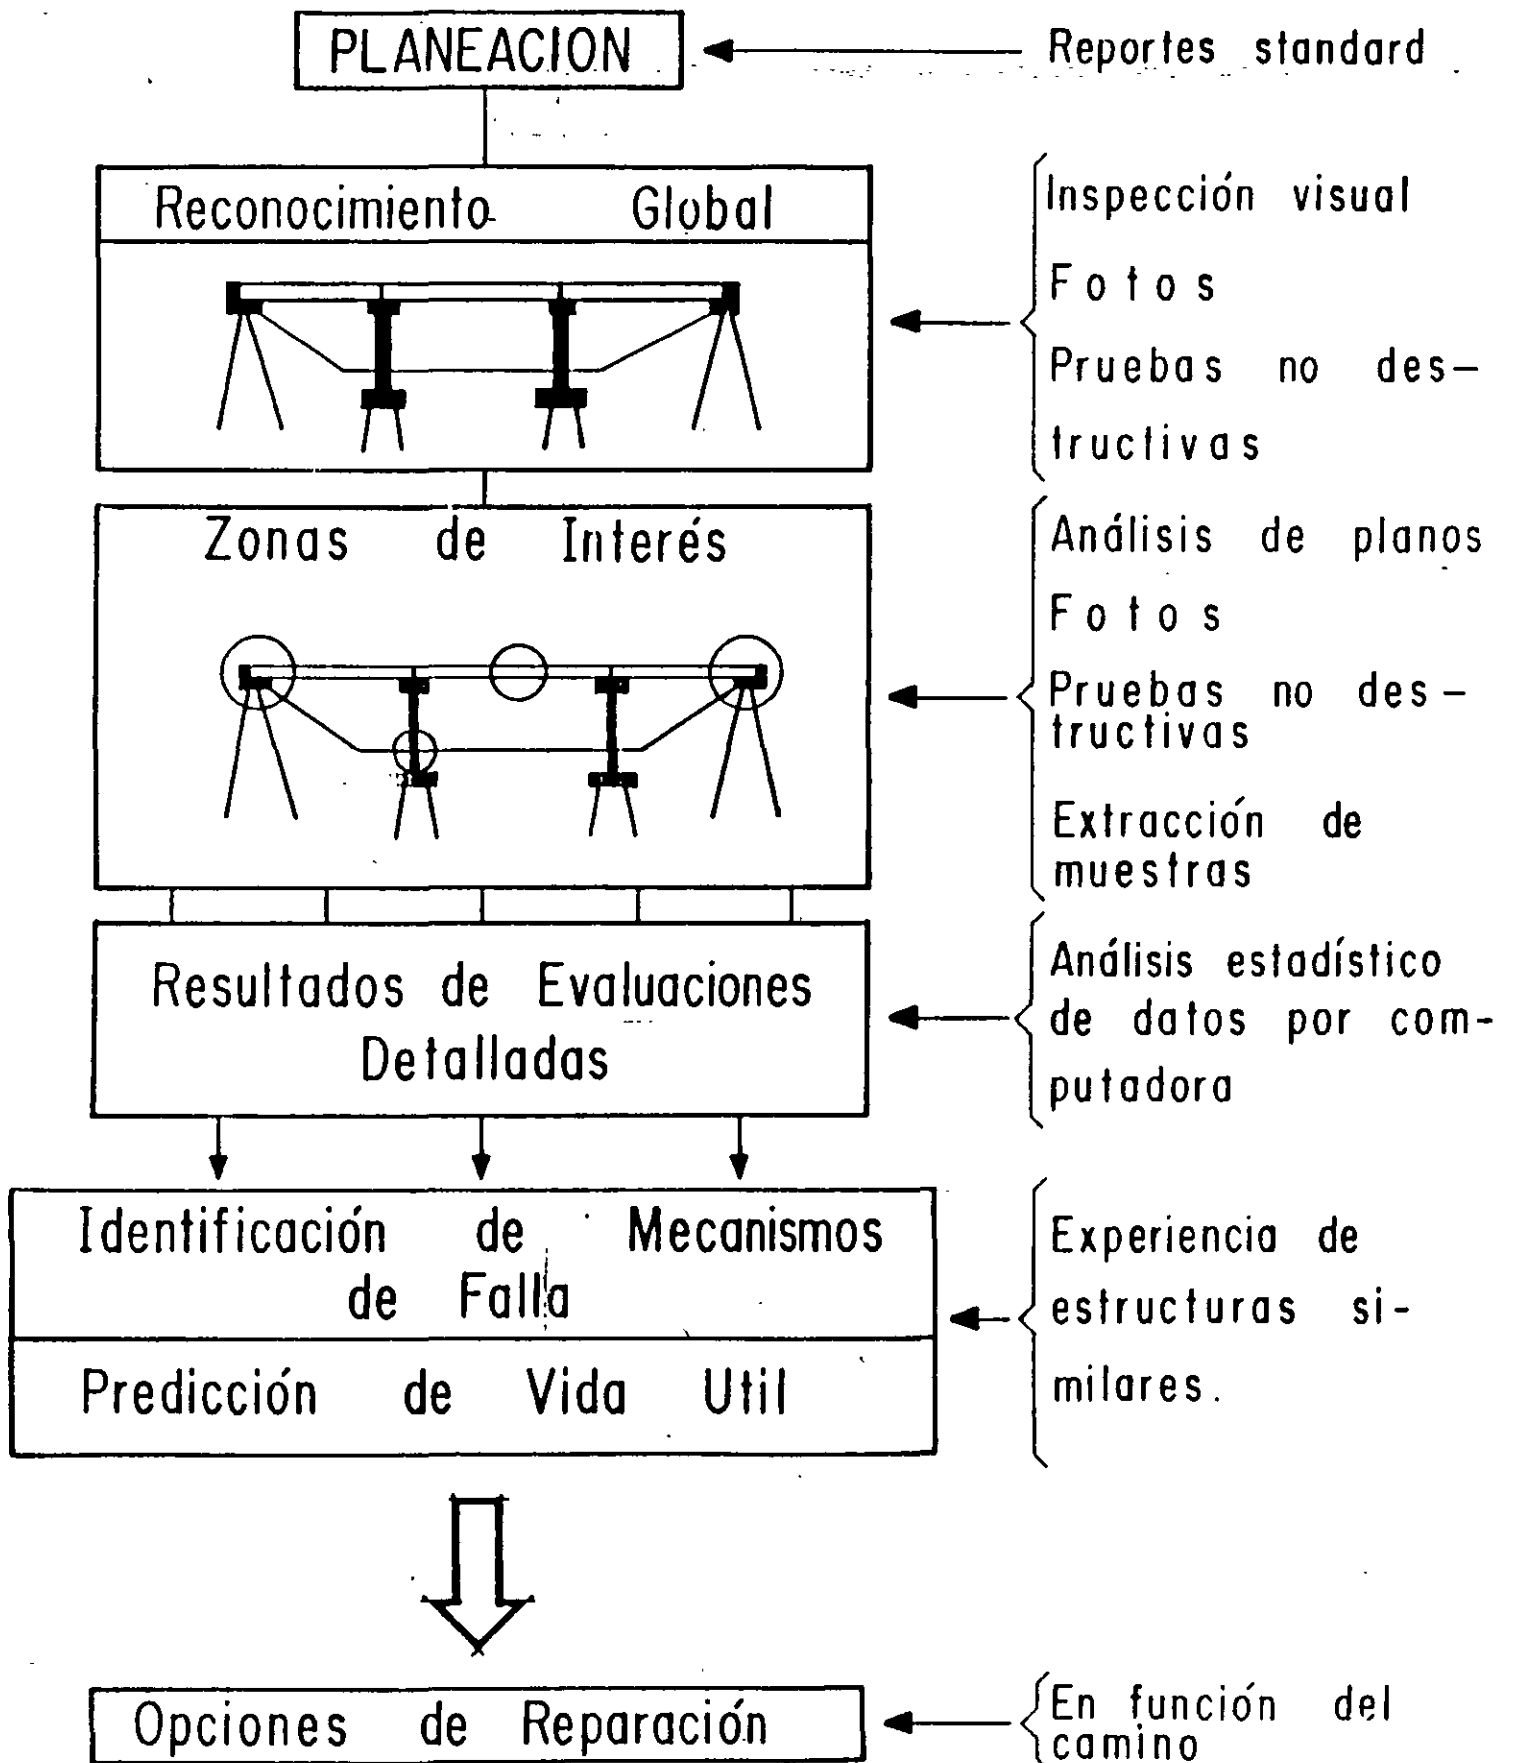 PLANEACION
Reportes standard
Reconocimiento Global
Inspección visual
Fotos
Pruebas no des-
tructivas
Zonas de Interés
Análisis de planos
Fotos
Pruebas no des-
tructivas
Extracción de
muestras
Resultados de Evaluaciones
Detalladas
Análisis estadístico
de datos por com-
putadora
Identificación de Mecanismos
de Falla
Predicción de Vida Util
Experiencia de
estructuras si-
milares.
Opciones de Reparación
En función del
camino